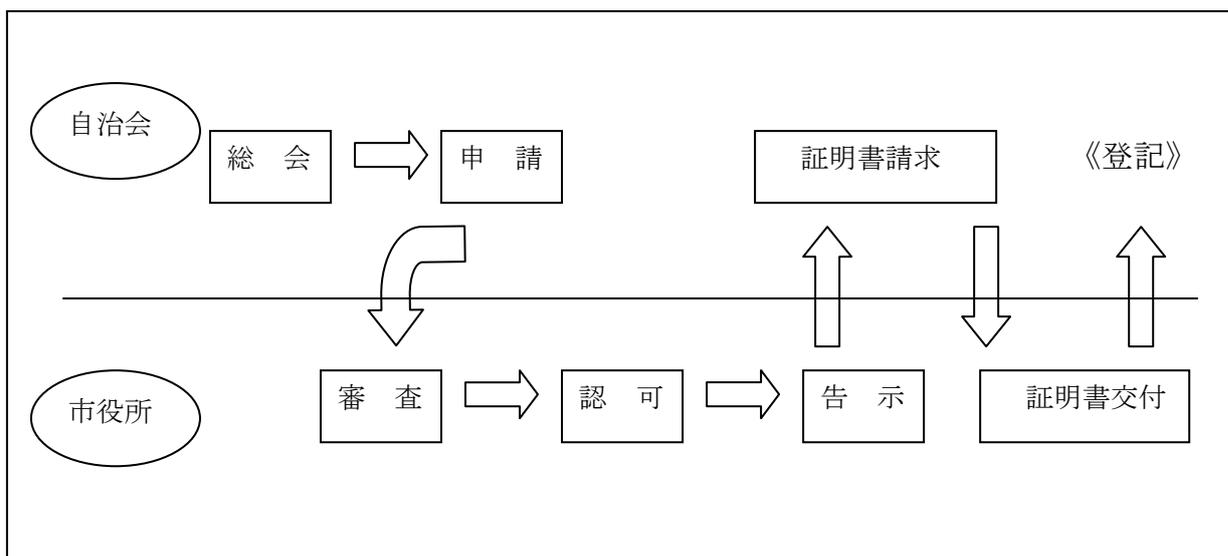 自治会
総　会
申　請
証明書請求
《登記》
市役所
審　査
認　可
告　示
証明書交付